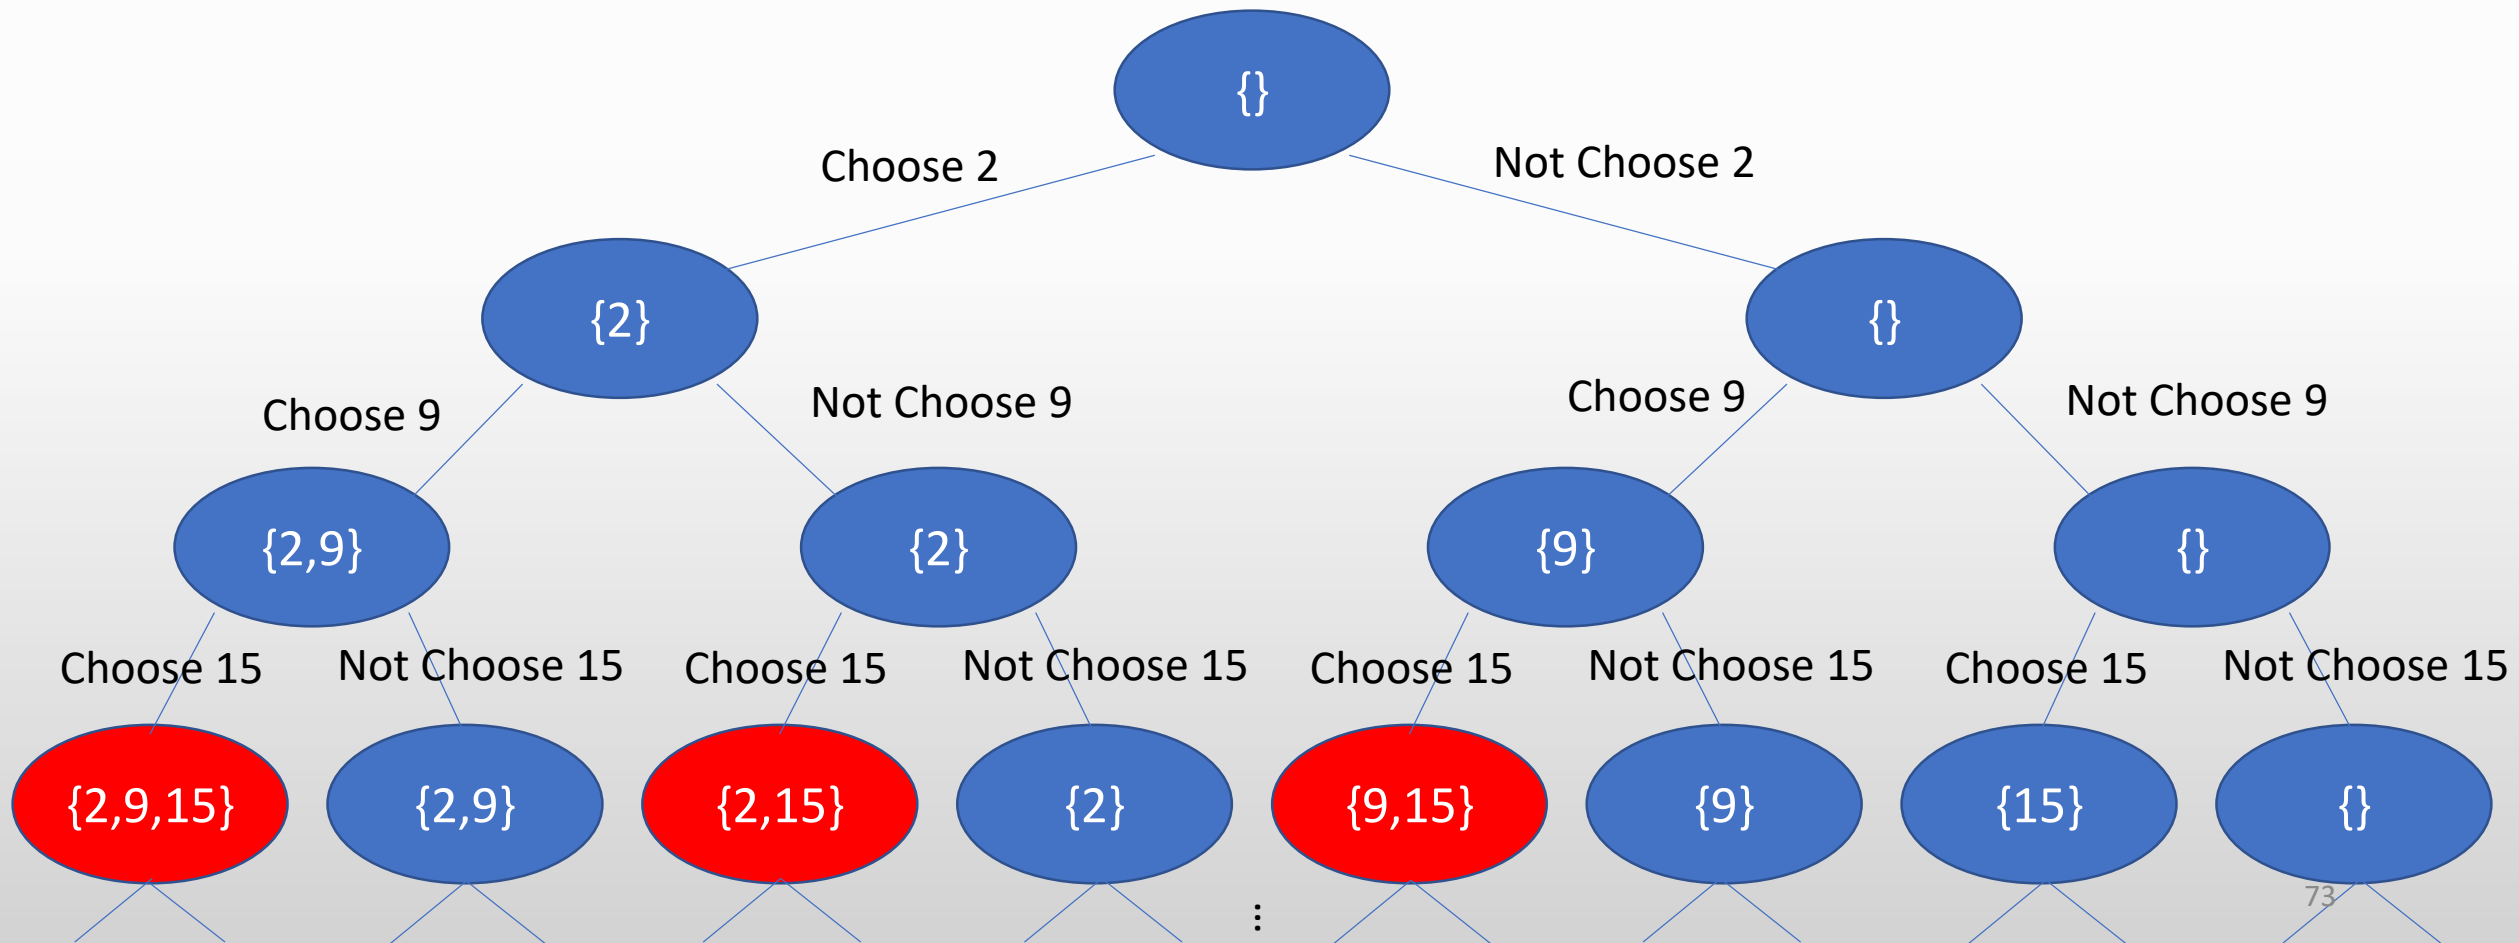 {}
Choose 2
Not Choose 2
{2}
{}
Choose 9
Not Choose 9
Choose 9
Not Choose 9
{2,9}
{2}
{9}
{}
Choose 15
Not Choose 15
Choose 15
Not Choose 15
Choose 15
Not Choose 15
Choose 15
Not Choose 15
{2,9,15}
{2,9}
{2,15}
{2}
{9,15}
{9}
{15}
{}
73
⋮